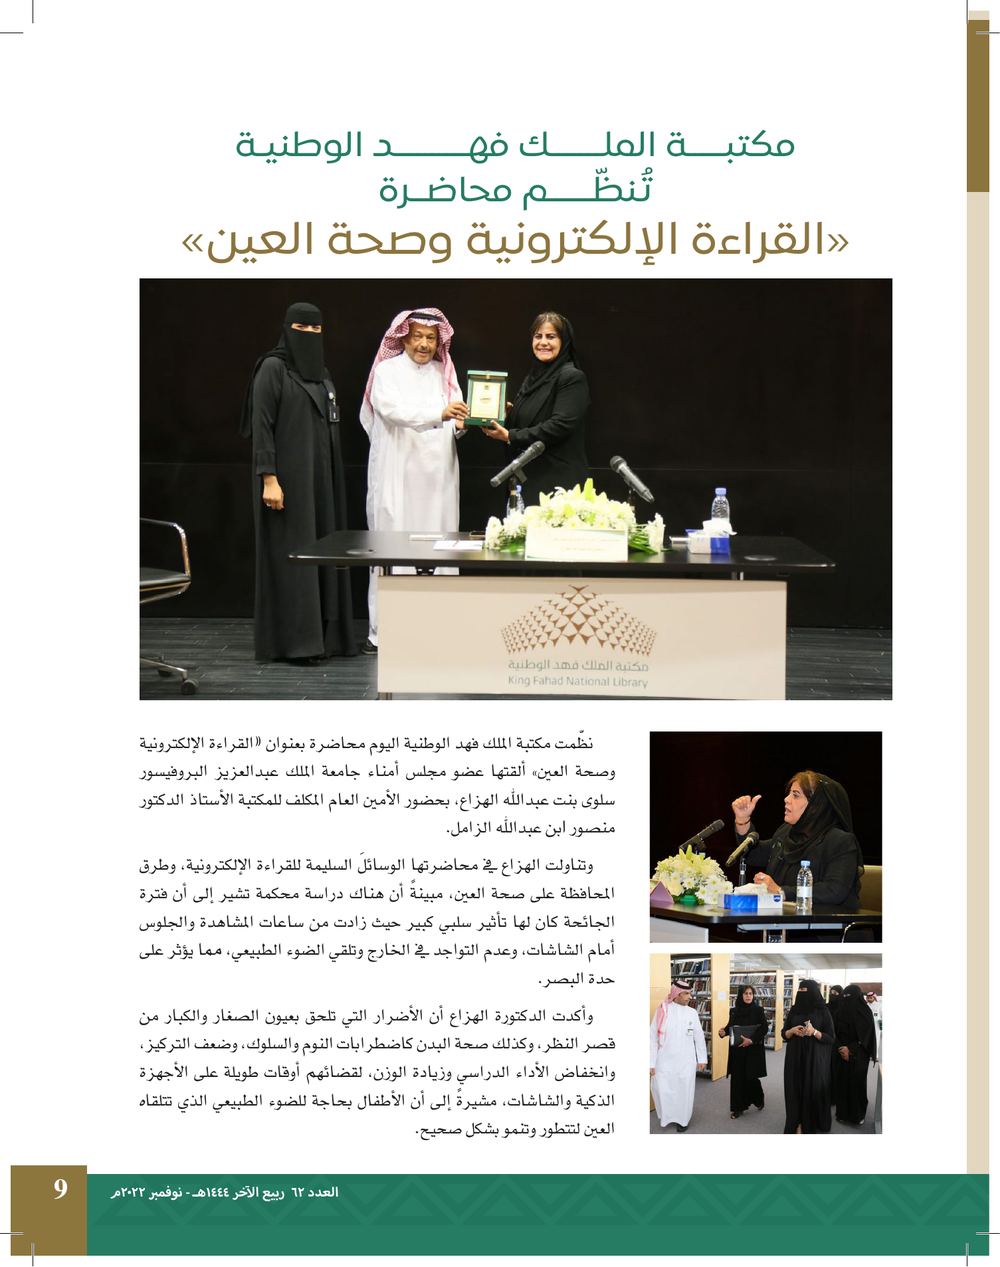 مكتبة الملك فهد الوطنية
تُنظّم محاضرة
«القراءة الإلكترونية وصحة العين»
مكتبة الملك فهد الوطنية
King Fahad National Library
نظّمت مكتبة الملك فهد الوطنية اليوم محاضرة بعنوان «القراءة الإلكترونية
وصحة العين» ألقتها عضو مجلس أمناء جامعة الملك عبدالعزيز البروفيسور
سلوى بنت عبدالله الهزاع، بحضور الأمين العام المكلف للمكتبة الأستاذ الدكتور
منصور ابن عبدالله الزامل.
وتناولت الهزاع في محاضرتها الوسائلَ السليمة للقراءة الإلكترونية، وطرق
المحافظة على صحة العين، مبينةً أن هناك دراسة محكمة تشير إلى أن فترة
الجائحة كان لها تأثير سلبي كبير حيث زادت من ساعات المشاهدة والجلوس
أمام الشاشات، وعدم التواجد في الخارج وتلقي الضوء الطبيعي، مما يؤثر على
حدة البصر.
وأكدت الدكتورة الهزاع أن الأضرار التي تلحق بعيون الصغار والكبار من
قصر النظر، وكذلك صحة البدن كاضطرابات النوم والسلوك، وضعف التركيز،
وانخفاض الأداء الدراسي وزيادة الوزن، لقضائهم أوقات طويلة على الأجهزة
الذكية والشاشات، مشيرةً إلى أن الأطفال بحاجة للضوء الطبيعي الذي تتلقاه
العين لتتطور وتنمو بشكل صحيح.
العدد ٦٢ ربيع الآخر ١٤٤٤هـ - نوفمبر ٢٠٢٢م
9